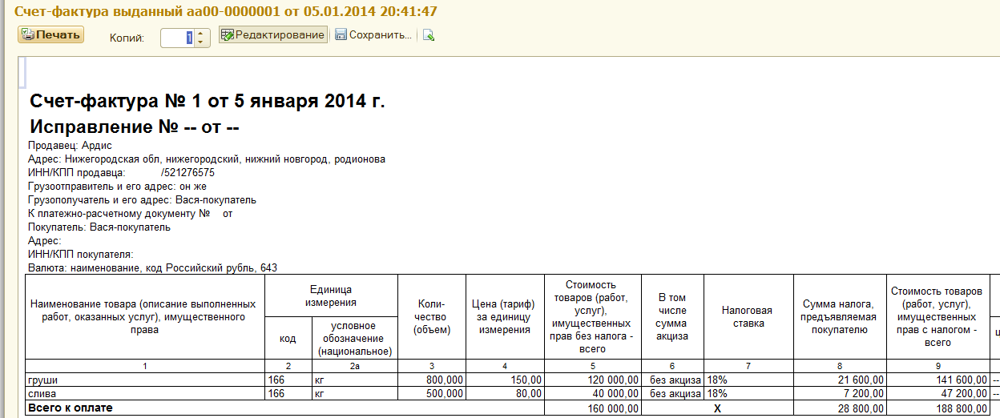 Счет-фактура выданный аа00-0000001 от 05.01.2014 20:41:47
Печать Копий: 1 Редактирование Сохранить...
Счет-фактура № 1 от 5 января 2014 г.
Исправление № -- от --
Продавец: Ардис
Адрес: Нижегородская обл, нижегородский, нижний новгород, родионова
ИНН/КПП продавца: /521276575
Грузоотправитель и его адрес: он же
Грузополучатель и его адрес: Вася-покупатель
К платежно-расчетному документу № от
Покупатель: Вася-покупатель
Адрес:
ИНН/КПП покупателя:
Валюта: наименование, код Российский рубль, 643
Наименование товара (описание выполненных
работ, оказанных услуг), имущественного
права
Единица
измерения
код
условное
обозначение
(национальное)
Коли-
чество
(объем)
Цена (тариф)
за единицу
измерения
Стоимость
товаров (работ,
услуг),
имущественных
прав без налога -
всего
В том
числе
сумма
акциза
Налоговая
ставка
Сумма налога,
предъявляемая
покупателю
Стоимость товаров
(работ, услуг),
имущественных
прав с налогом -
всего
1 2 2а 3 4 5 6 7 8 9
груши 166 кг 800,000 150,00 120 000,00 без акциза 18% 21 600,00 141 600,00 --
слива 166 кг 500,000 80,00 40 000,00 без акциза 18% 7 200,00 47 200,00 --
Всего к оплате 160 000,00 Х 28 800,00 188 800,00